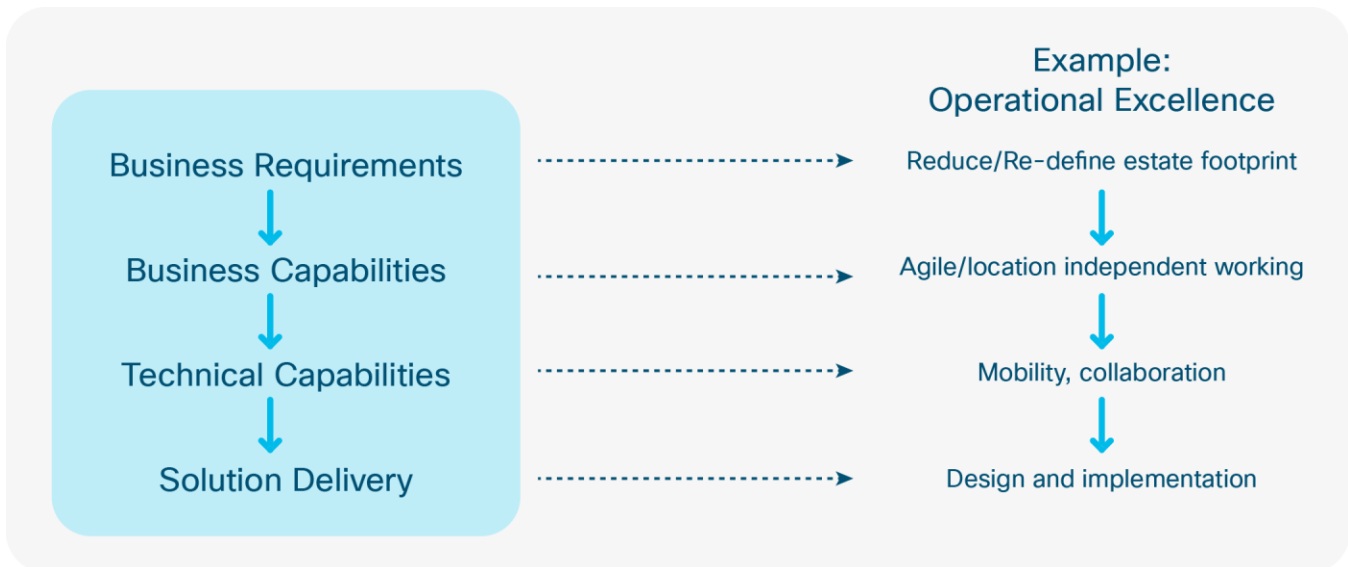 Example:
Operational Excellence
Business Requirements
Reduce/Re-define estate footprint
Business Capabilities
Agile/location independent working
Technical Capabilities
Mobility, collaboration
Solution Delivery
Design and implementation